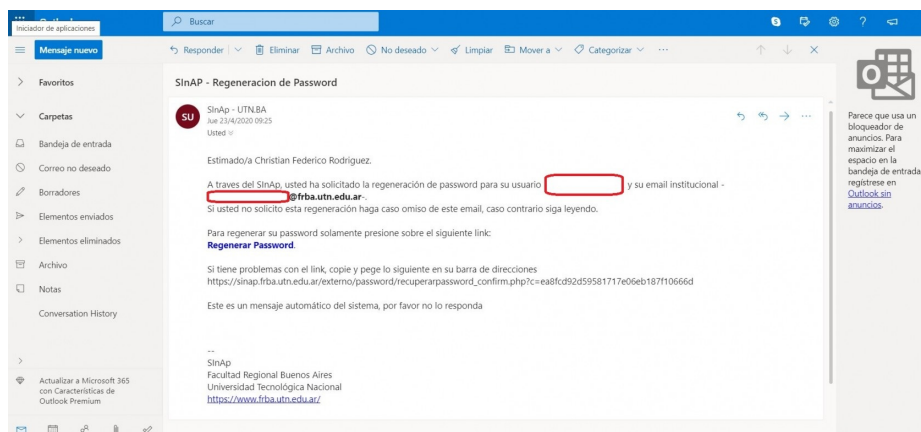 Outlook
Buscar
Iniciador de aplicaciones
Mensaje nuevo
Responder
Eliminar
Archivo
No deseado
Limpiar
Mover a
Categorizar
Favoritos
Carpetas
Bandeja de entrada
Correo no deseado
Borradores
Elementos enviados
Elementos eliminados
Archivo
Notas
Conversation History
Actualizar a Microsoft 365
con Características de
Outlook Premium
SInAP - Regeneracion de Password
SU
SInAp - UTN.BA
Jue 23/4/2020 09:25
Usted
Estimado/a Christian Federico Rodriguez.
A traves del SInAp, usted ha solicitado la regeneración de password para su usuario y su email institucional -
@frba.utn.edu.ar-.
Si usted no solicito esta regeneración haga caso omiso de este email, caso contrario siga leyendo.
Para regenerar su password solamente presione sobre el siguiente link:
Regenerar Password.
Si tiene problemas con el link, copie y pege lo siguiente en su barra de direcciones
https://sinap.frba.utn.edu.ar/externo/password/recuperarpassword_confirm.php?c=ea8fcd92d59581717e06eb187f10666d
Este es un mensaje automático del sistema, por favor no lo responda
--
SInAp
Facultad Regional Buenos Aires
Universidad Tecnológica Nacional
https://www.frba.utn.edu.ar/
Parece que usa un
bloqueador de
anuncios. Para
maximizar el
espacio en la
bandeja de entrada,
regístrese en
Outlook sin
anuncios.